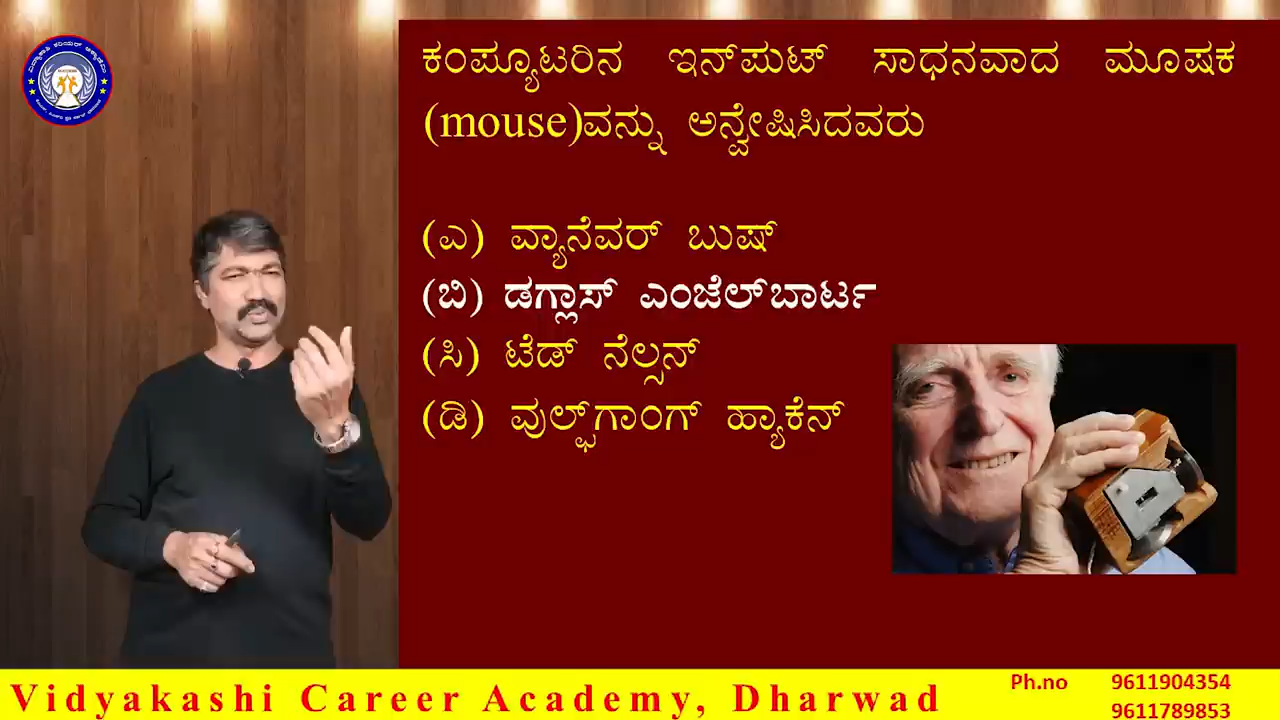 ಕಂಪ್ಯೂಟರಿನ ಇನ್‌ಪುಟ್ ಸಾಧನವಾದ ಮೂಷಕ
(mouse)ವನ್ನು ಅನ್ವೇಷಿಸಿದವರು
(ಎ) ವ್ಯಾನೆವರ್ ಬುಷ್
(ಬಿ) ಡಗ್ಲಾಸ್ ಎಂಜೆಲ್‌ಬಾರ್ಟ
(ಸಿ) ಟೆಡ್ ನೆಲ್ಸನ್
(ಡಿ) ವುಲ್ಫ್‌ಗಾಂಗ್ ಹ್ಯಾಕೆನ್
Vidyakashi Career Academy, Dharwad
Ph.no 9611904354
9611789853